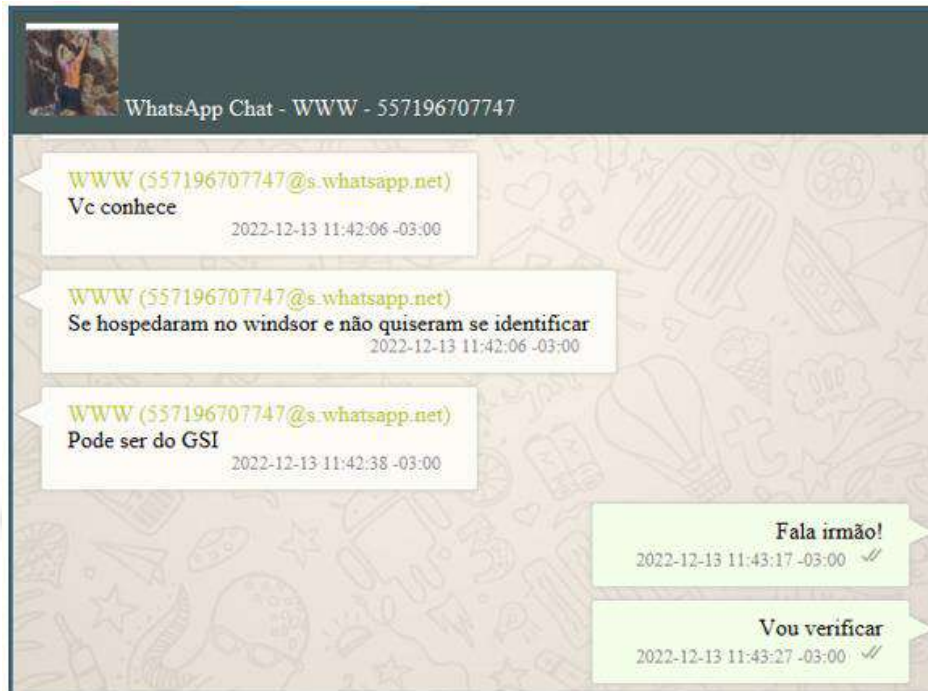 WhatsApp Chat - WWW - 557196707747
WWW (557196707747@s.whatsapp.net)
Vc conhece
2022-12-13 11:42:06 -03:00
WWW (557196707747@s.whatsapp.net)
Se hospedaram no windsor e não quiseram se identificar
2022-12-13 11:42:06 -03:00
WWW (557196707747@s.whatsapp.net)
Pode ser do GSI
2022-12-13 11:42:38 -03:00
Fala irmão!
2022-12-13 11:43:17 -03:00
Vou verificar
2022-12-13 11:43:27 -03:00